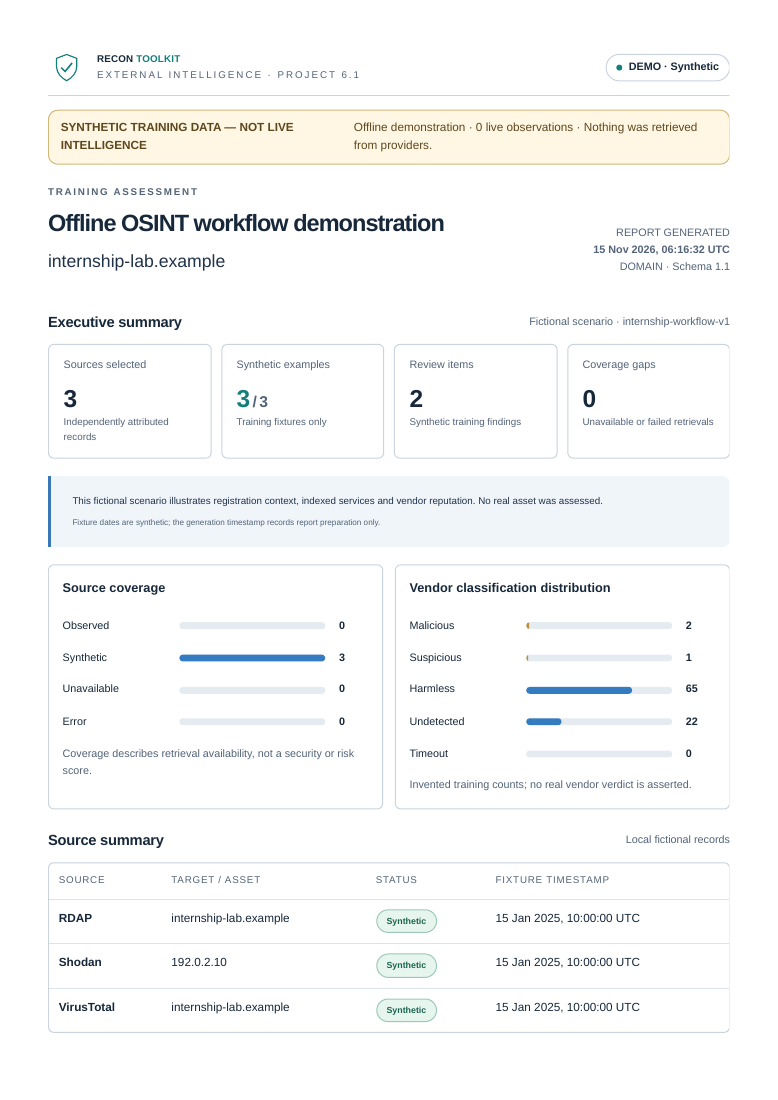 RECON TOOLKIT
EXTERNAL INTELLIGENCE · PROJECT 6.1
DEMO · Synthetic
SYNTHETIC TRAINING DATA — NOT LIVE
INTELLIGENCE
Offline demonstration · 0 live observations · Nothing was retrieved
from providers.
TRAINING ASSESSMENT
Offline OSINT workflow demonstration
internship-lab.example
REPORT GENERATED
15 Nov 2026, 06:16:32 UTC
DOMAIN · Schema 1.1
Executive summary
Fictional scenario · internship-workflow-v1
Sources selected
3
Independently attributed
records
Synthetic examples
3 / 3
Training fixtures only
Review items
2
Synthetic training findings
Coverage gaps
0
Unavailable or failed retrievals
This fictional scenario illustrates registration context, indexed services and vendor reputation. No real asset was assessed.
Fixture dates are synthetic; the generation timestamp records report preparation only.
Source coverage
Observed 0
Synthetic 3
Unavailable 0
Error 0
Coverage describes retrieval availability, not a security or risk
score.
Vendor classification distribution
Malicious 2
Suspicious 1
Harmless 65
Undetected 22
Timeout 0
Invented training counts; no real vendor verdict is asserted.
Source summary
Local fictional records
SOURCE TARGET / ASSET STATUS FIXTURE TIMESTAMP
RDAP internship-lab.example Synthetic 15 Jan 2025, 10:00:00 UTC
Shodan 192.0.2.10 Synthetic 15 Jan 2025, 10:00:00 UTC
VirusTotal internship-lab.example Synthetic 15 Jan 2025, 10:00:00 UTC